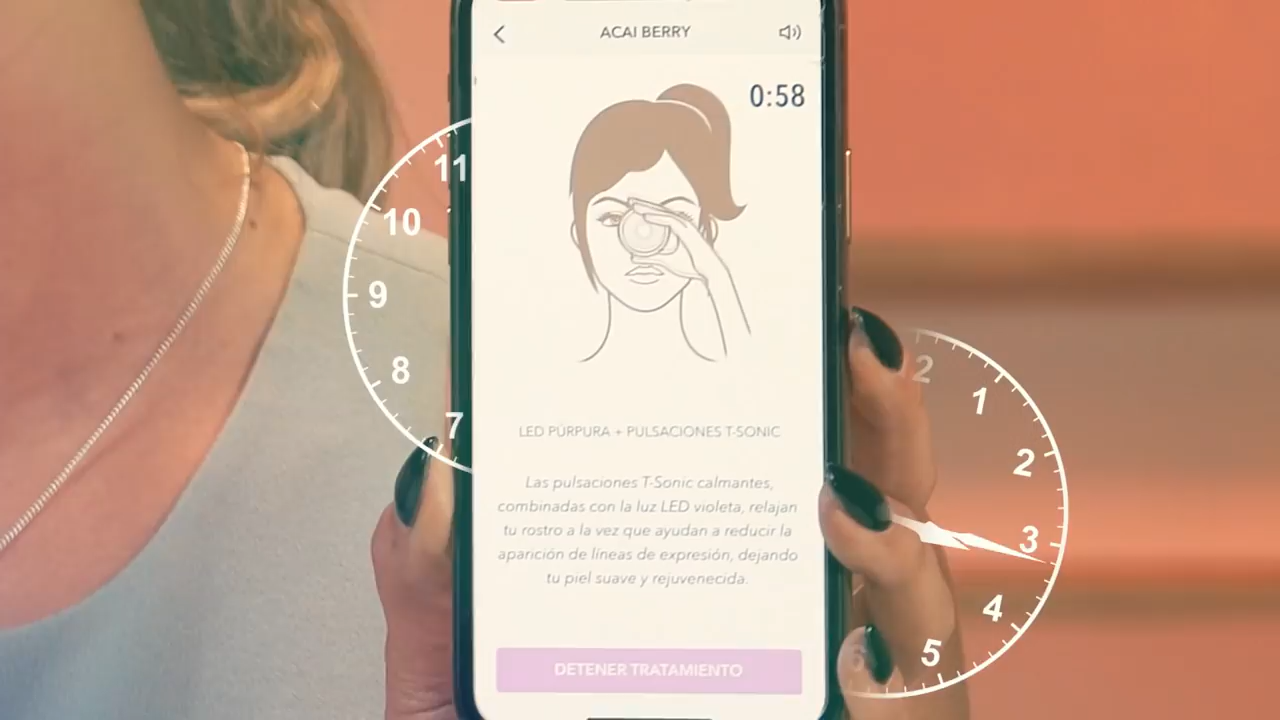 ACAI BERRY
0:58
11
10
9
8
7
2
1
2
3
4
5
6
LED PÚRPURA + PULSACIONES T-SONIC
Las pulsaciones T-Sonic calmantes,
combinadas con la luz LED violeta, relajan
tu rostro a la vez que ayudan a reducir la
aparición de líneas de expresión, dejando
tu piel suave y rejuvenecida.
DETENER TRATAMIENTO